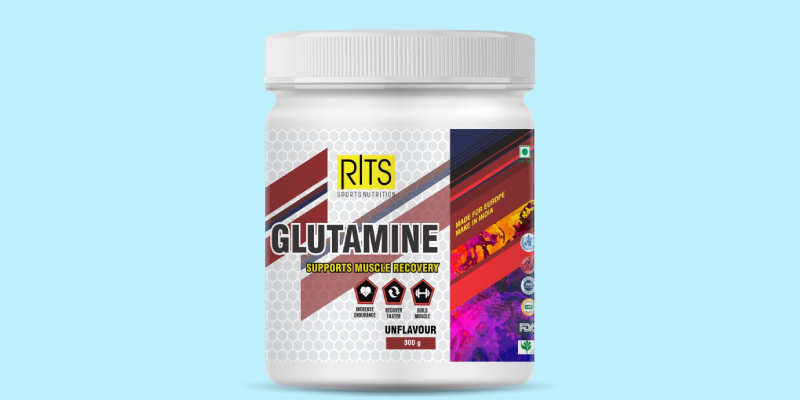 RITS
SPORTS NUTRITION
GLUTAMINE
SUPPORTS MUSCLE RECOVERY
INCREASE
ENDURANCE
RECOVER
FASTER
BUILD
MUSCLE
UNFLAVOUR
300 g
MADE FOR EUROPE
MAKE IN INDIA
FDA